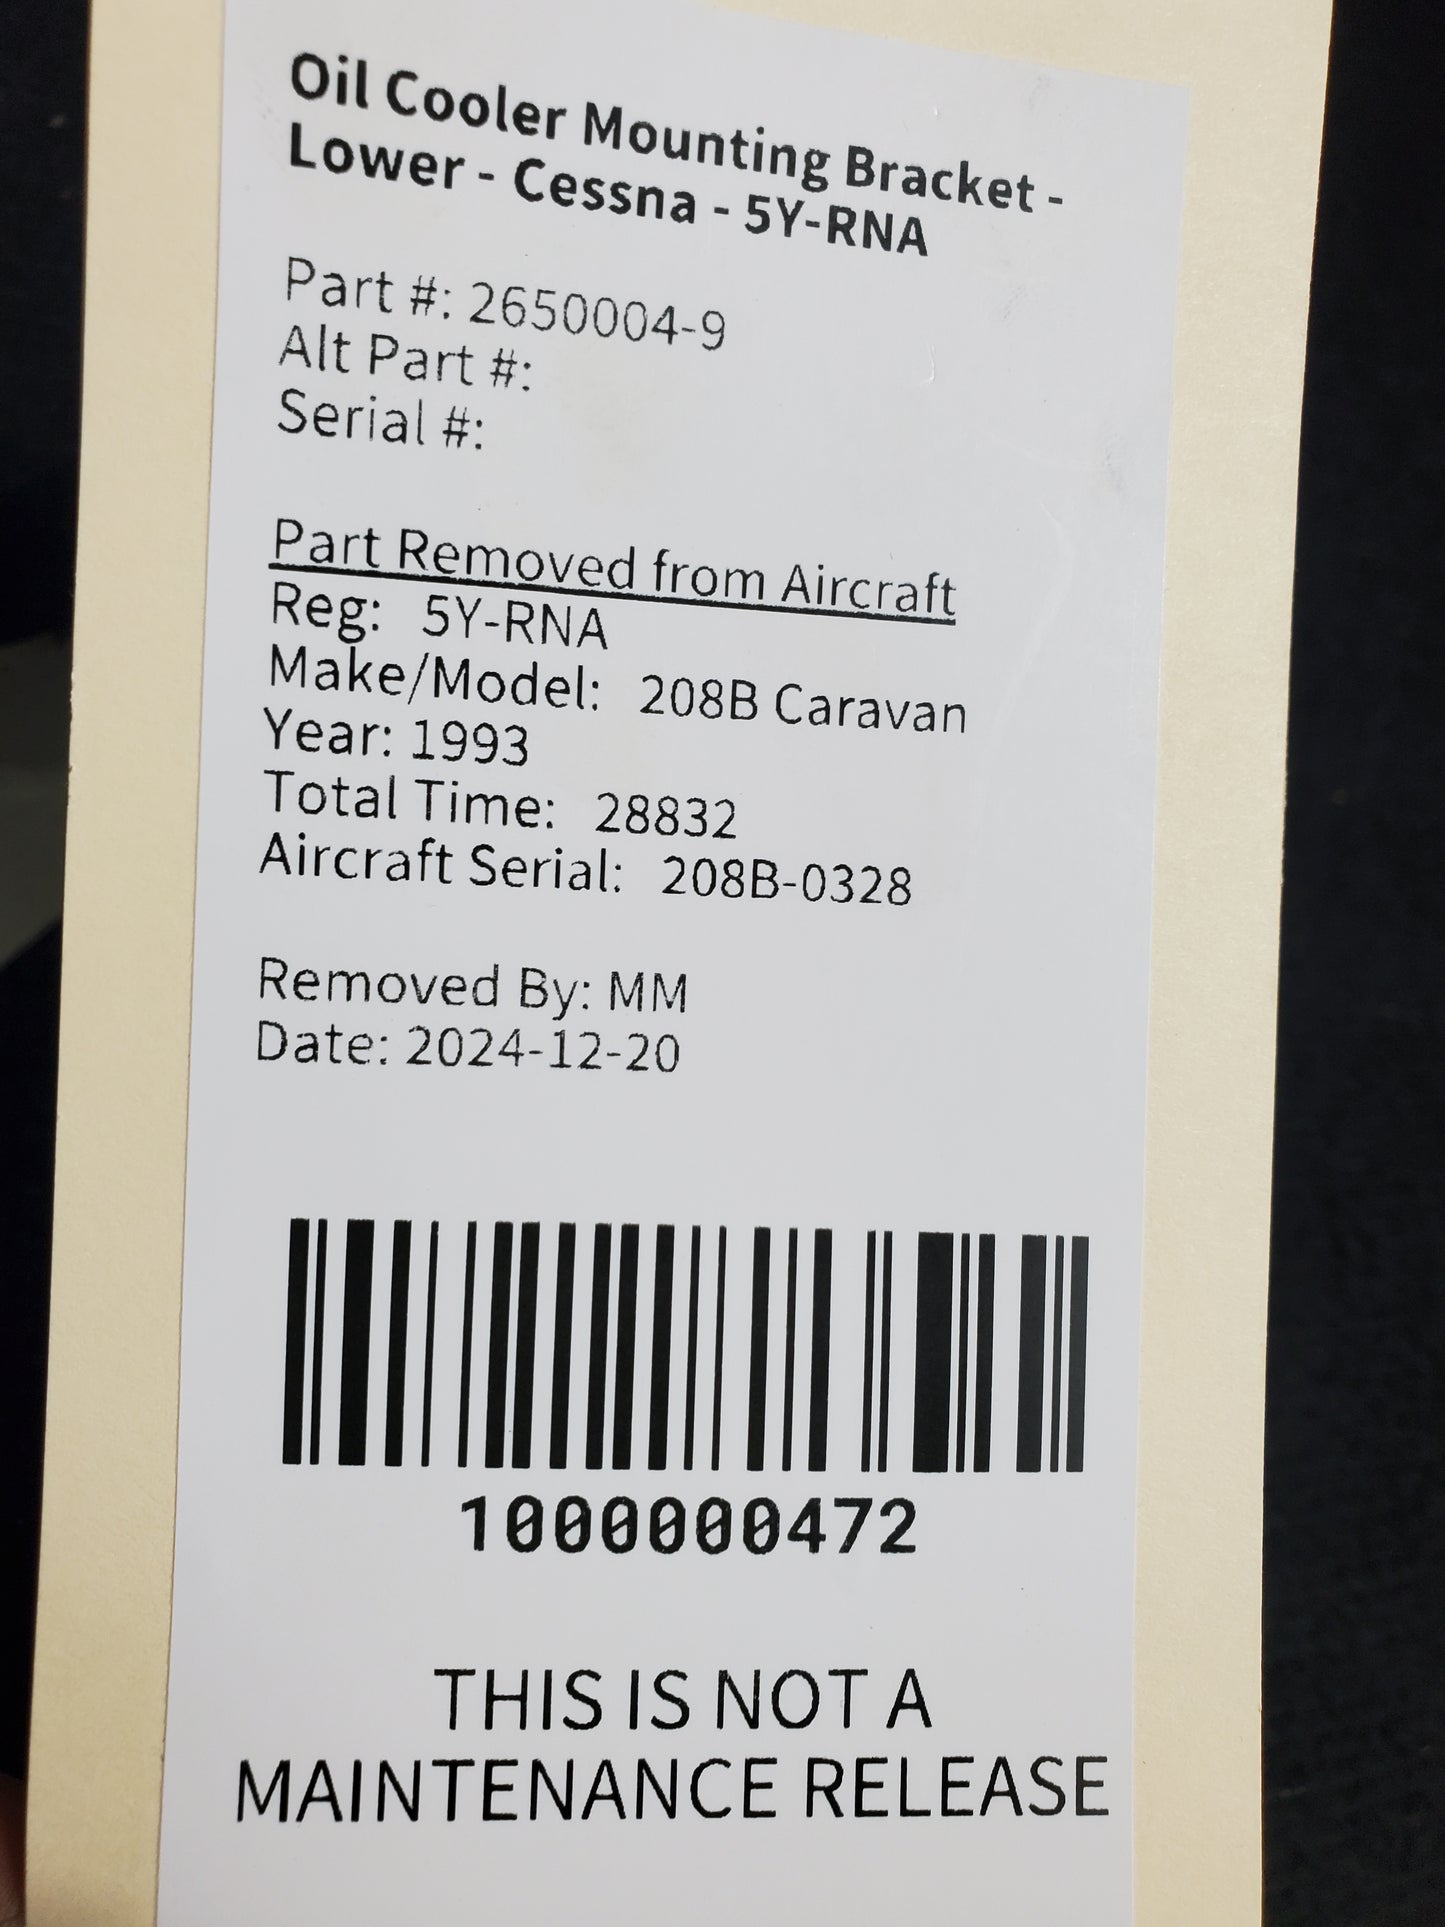 Oil Cooler Mounting Bracket -
Lower - Cessna - 5Y-RNA
Part #: 2650004-9
Alt Part #:
Serial #:
Part Removed from Aircraft
Reg: 5Y-RNA
Make/Model: 208B Caravan
Year: 1993
Total Time: 28832
Aircraft Serial: 208B-0328
Removed By: MM
Date: 2024-12-20
1000000472
THIS IS NOT A
MAINTENANCE RELEASE